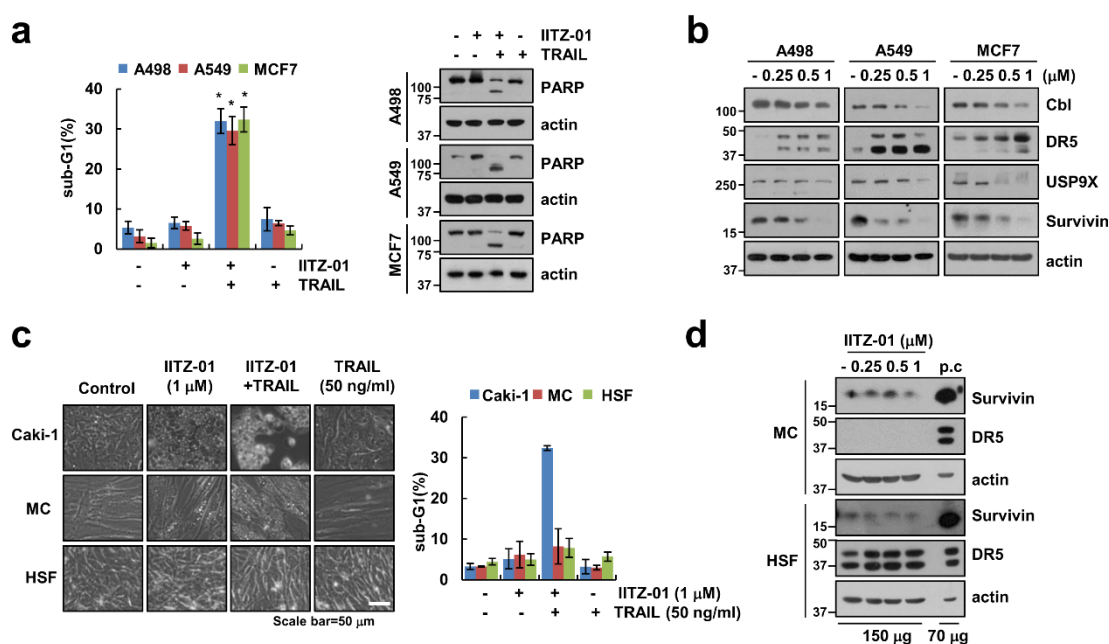 a
A498 A549 MCF7
sub-G1(%)
40
30
20
10
0
* * *
- + + - IITZ-01
- - + + TRAIL
- + + - IITZ-01
- - + + TRAIL
A498
100
75
PARP
37
actin
A549
100
75
PARP
37
actin
MCF7
100
75
PARP
37
actin
b
A498 A549 MCF7
- 0.25 0.5 1 - 0.25 0.5 1 - 0.25 0.5 1 (μM)
100
Cbl
50
37
DR5
250
USP9X
15
Survivin
37
actin
c
Control
IITZ-01
(1 μM)
IITZ-01
+TRAIL
TRAIL
(50 ng/ml)
Caki-1
MC
HSF
Scale bar=50 μm
Caki-1 MC HSF
sub-G1(%)
40
30
20
10
0
- + + - IITZ-01 (1 μM)
- - + + TRAIL (50 ng/ml)
d
IITZ-01 (μM)
- 0.25 0.5 1 p.c
MC
15
Survivin
50
37
DR5
37
actin
HSF
15
Survivin
50
37
DR5
37
actin
150 μg 70 μg